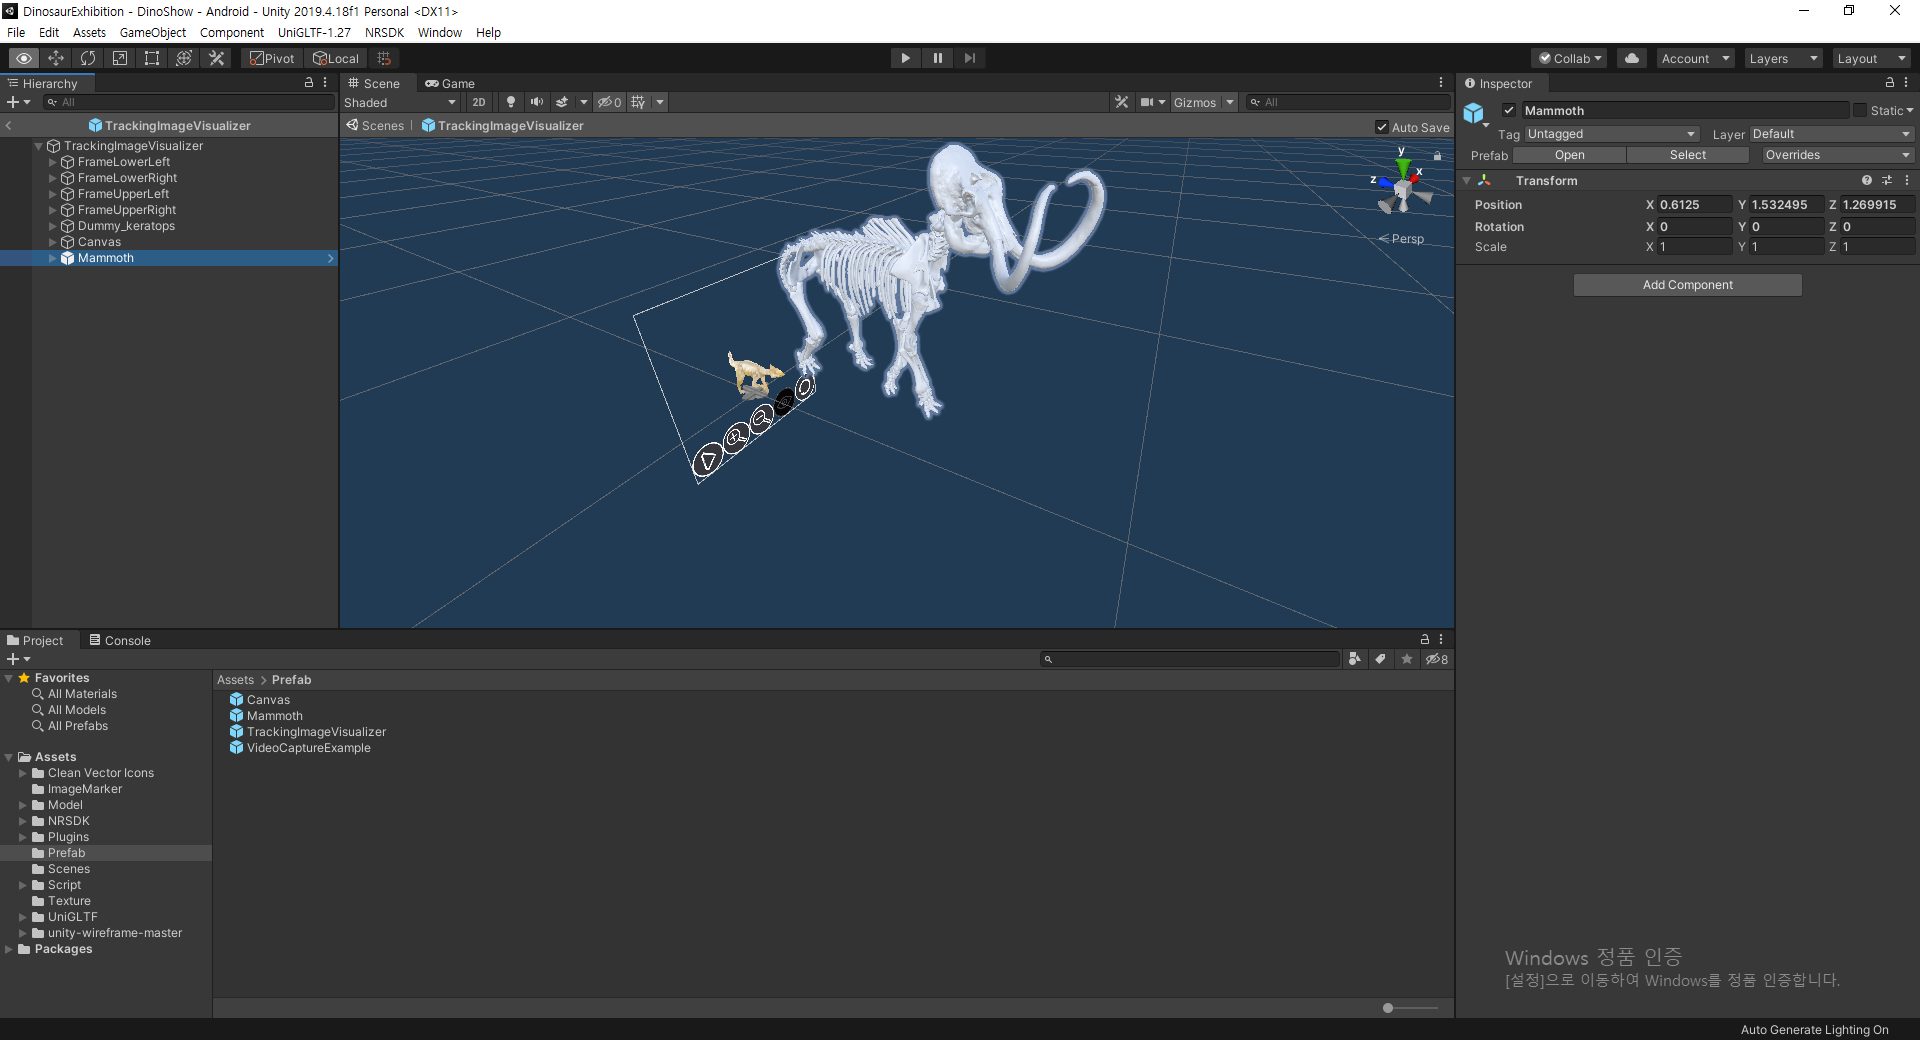 DinosaurExhibition - DinoShow - Android - Unity 2019.4.18f1 Personal <DX11>
File Edit Assets GameObject Component UniGLTF-1.27 NRSDK Window Help
Pivot Local Collab Account Layers Layout
Hierarchy
All
TrackingImageVisualizer
TrackingImageVisualizer
FrameLowerLeft
FrameLowerRight
FrameUpperLeft
FrameUpperRight
Dummy_keratops
Canvas
Mammoth
Scene Game
Shaded 2D 0 Gizmos All
Scenes TrackingImageVisualizer Auto Save
y
x
z
Persp
Inspector
Mammoth Static
Tag Untagged Layer Default
Prefab Open Select Overrides
Transform
Position X 0.6125 Y 1.532495 Z 1.269915
Rotation X 0 Y 0 Z 0
Scale X 1 Y 1 Z 1
Add Component
Project Console
8
Favorites
All Materials
All Models
All Prefabs
Assets
Clean Vector Icons
ImageMarker
Model
NRSDK
Plugins
Prefab
Scenes
Script
Texture
UniGLTF
unity-wireframe-master
Packages
Assets > Prefab
Canvas
Mammoth
TrackingImageVisualizer
VideoCaptureExample
Windows 정품 인증
[설정]으로 이동하여 Windows를 정품 인증합니다.
Auto Generate Lighting On